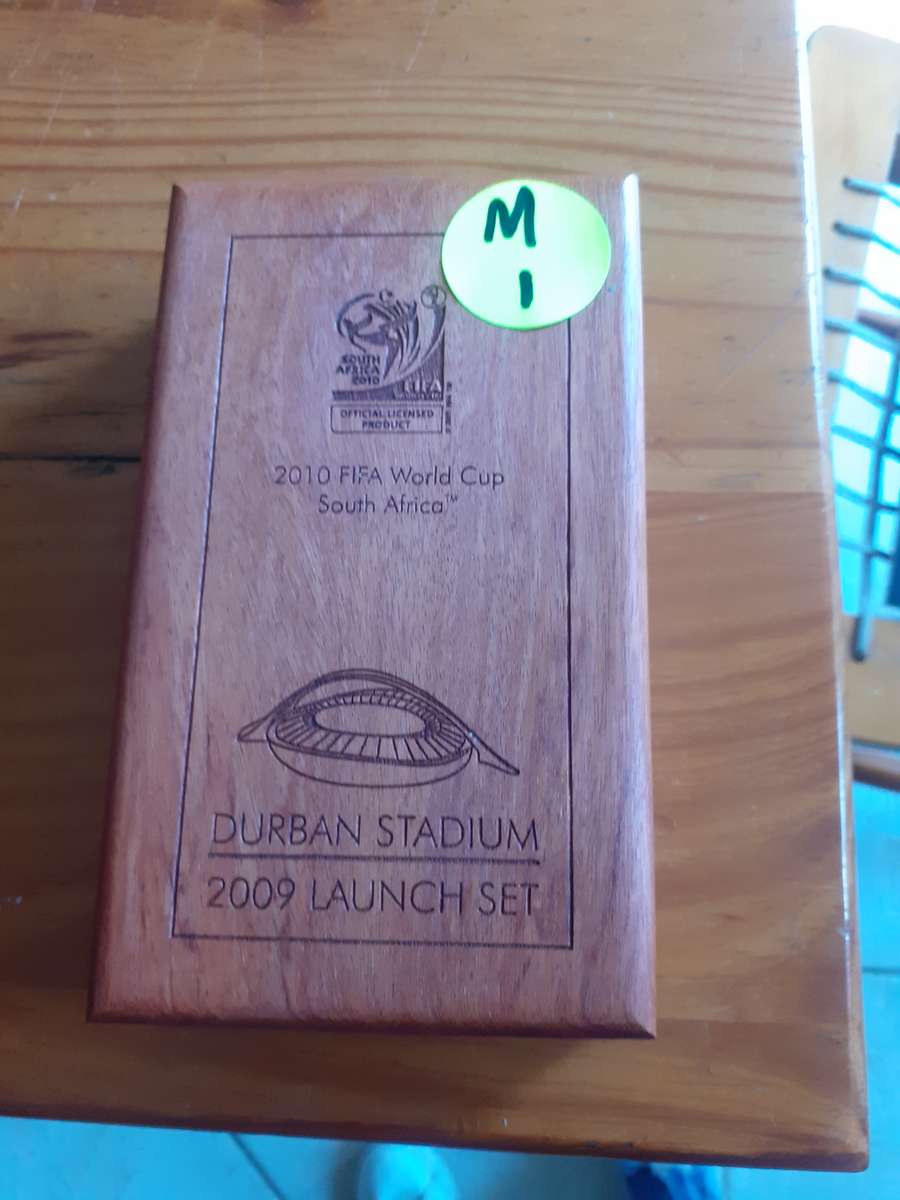 M
1
SOUTH
AFRICA
2010
FIFA
OFFICIAL LICENSED
PRODUCT
2010 FIFA World Cup
South Africa™
DURBAN STADIUM
2009 LAUNCH SET